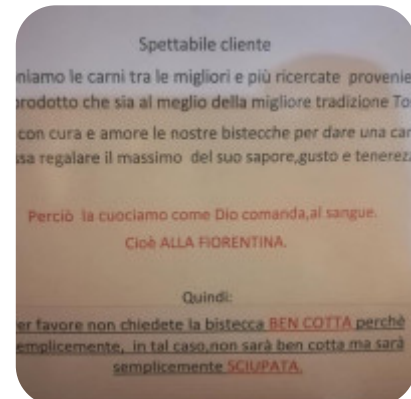 Spettabile cliente
niamo le carni tra le migliori e più ricercate provenie
prodotto che sia al meglio della migliore tradizione To
con cura e amore le nostre bistecche per dare una car
sa regalare il massimo del suo sapore,gusto e tenerez
Perciò la cuociamo come Dio comanda,al sangue.
Cioè ALLA FIORENTINA.
Quindi:
er favore non chiedete la bistecca BEN COTTA perchè
emplicemente, in tal caso,non sarà ben cotta ma sarà
semplicemente SCIUPATA.